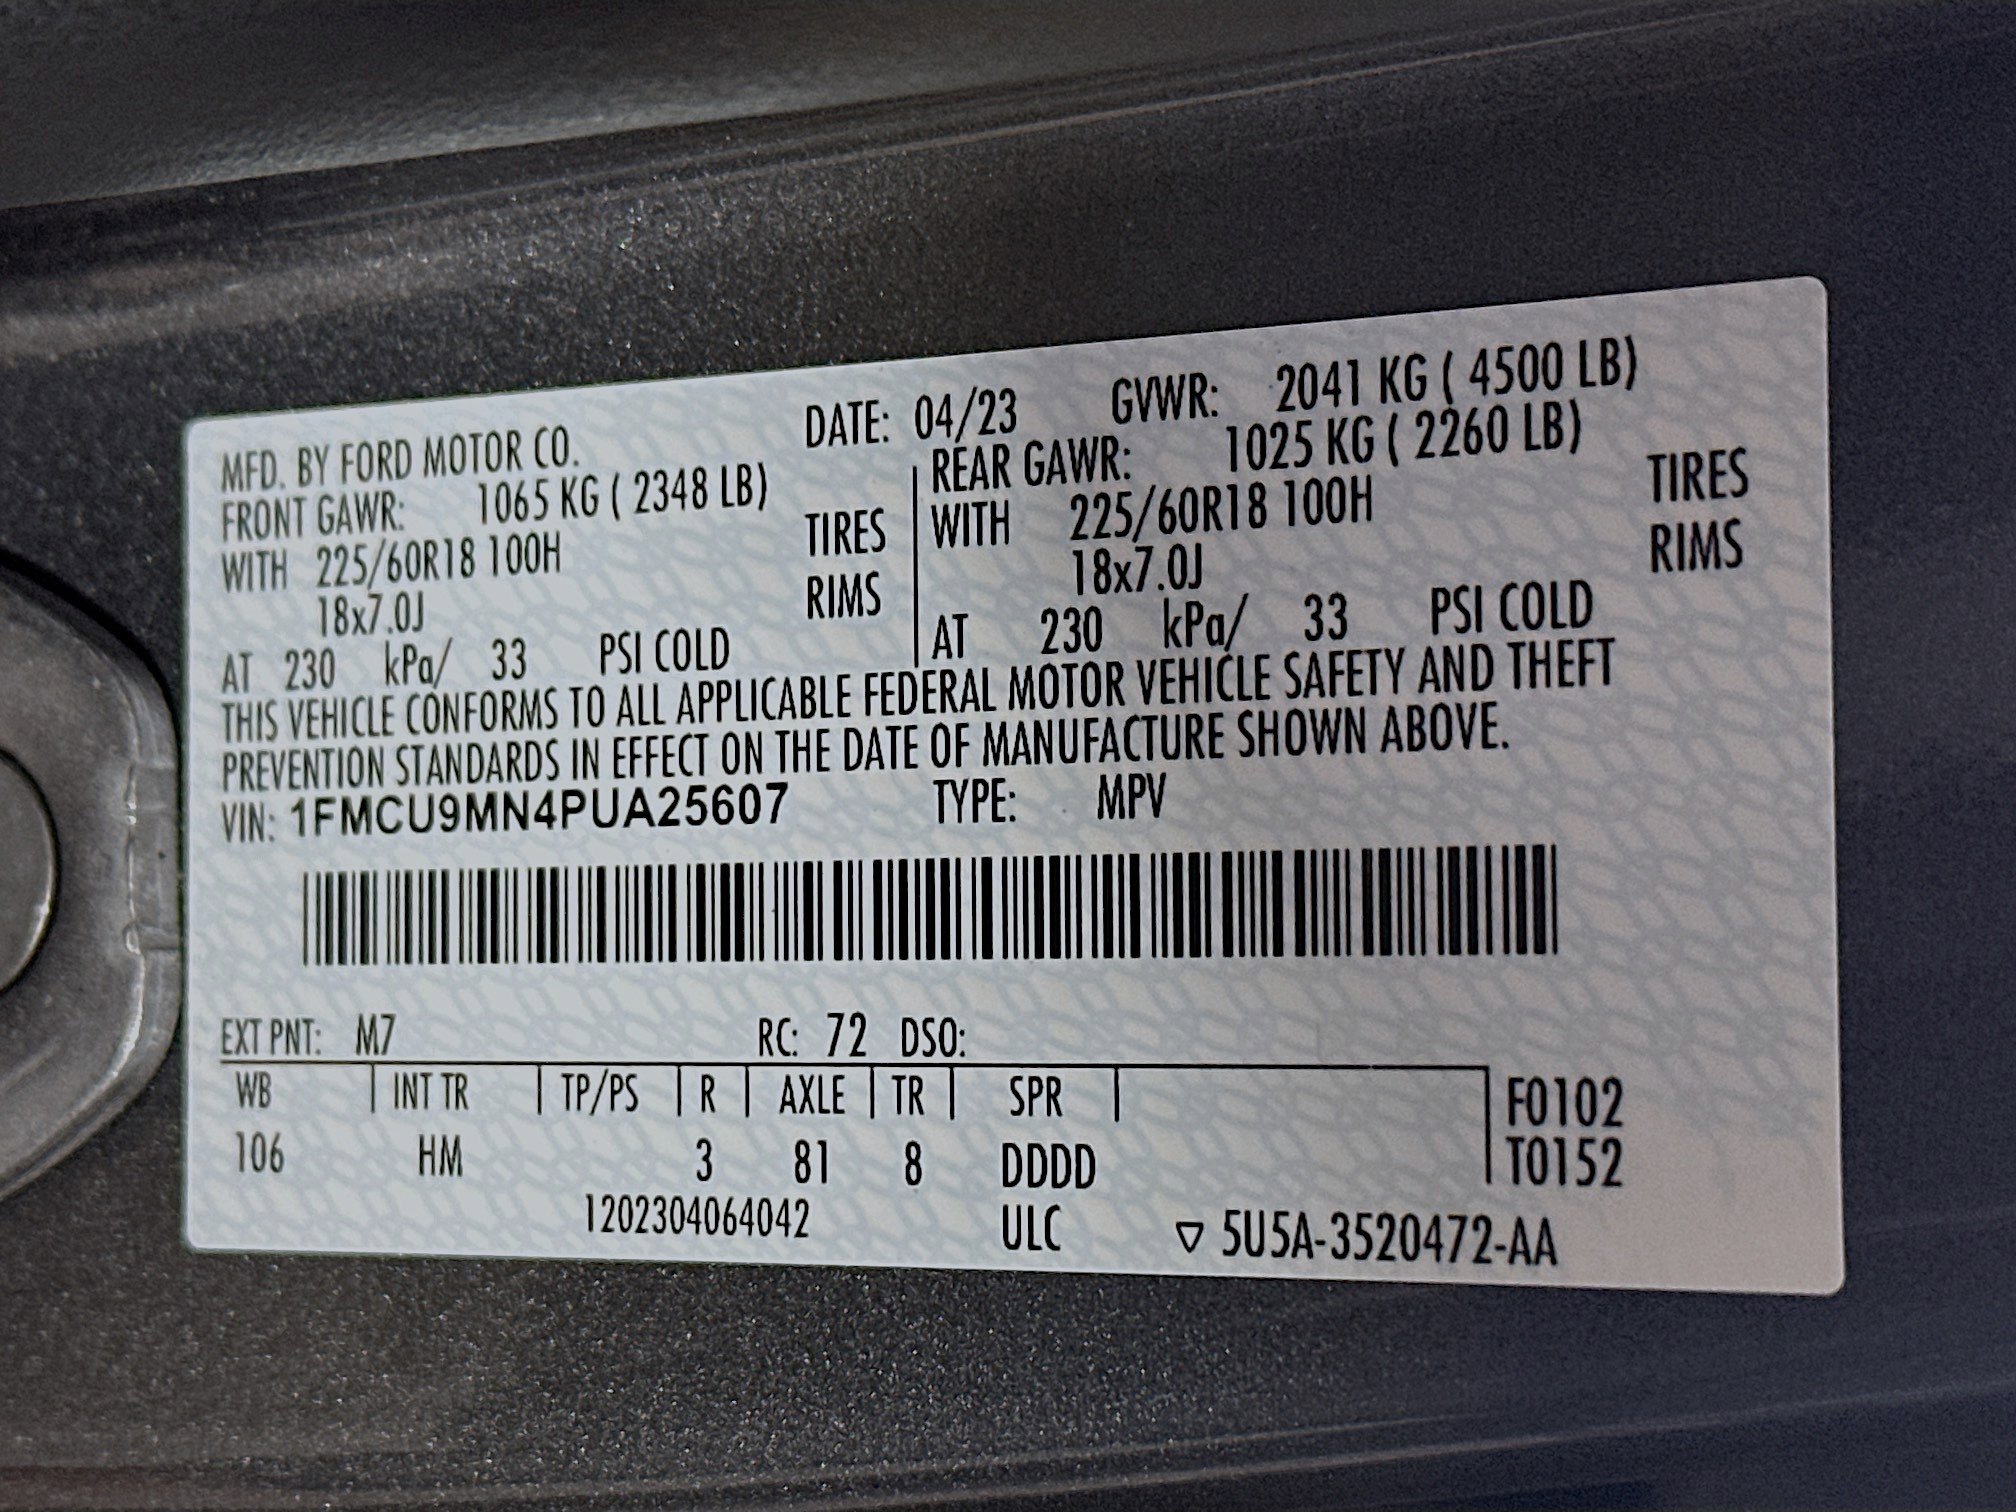 MFD. BY FORD MOTOR CO. DATE: 04/23 GVWR: 2041 KG ( 4500 LB)
FRONT GAWR: 1065 KG ( 2348 LB) REAR GAWR: 1025 KG ( 2260 LB)
WITH 225/60R18 100H TIRES WITH 225/60R18 100H TIRES
18x7.0J RIMS 18x7.0J RIMS
AT 230 kPa/ 33 PSI COLD AT 230 kPa/ 33 PSI COLD
THIS VEHICLE CONFORMS TO ALL APPLICABLE FEDERAL MOTOR VEHICLE SAFETY AND THEFT
PREVENTION STANDARDS IN EFFECT ON THE DATE OF MANUFACTURE SHOWN ABOVE.
VIN: 1FMCU9MN4PUA25607 TYPE: MPV
EXT PNT: M7 RC: 72 DSO:
WB INT TR TP/PS R AXLE TR SPR F0102
106 HM 3 81 8 DDDD T0152
1202304064042 ULC ▽ 5U5A-3520472-AA